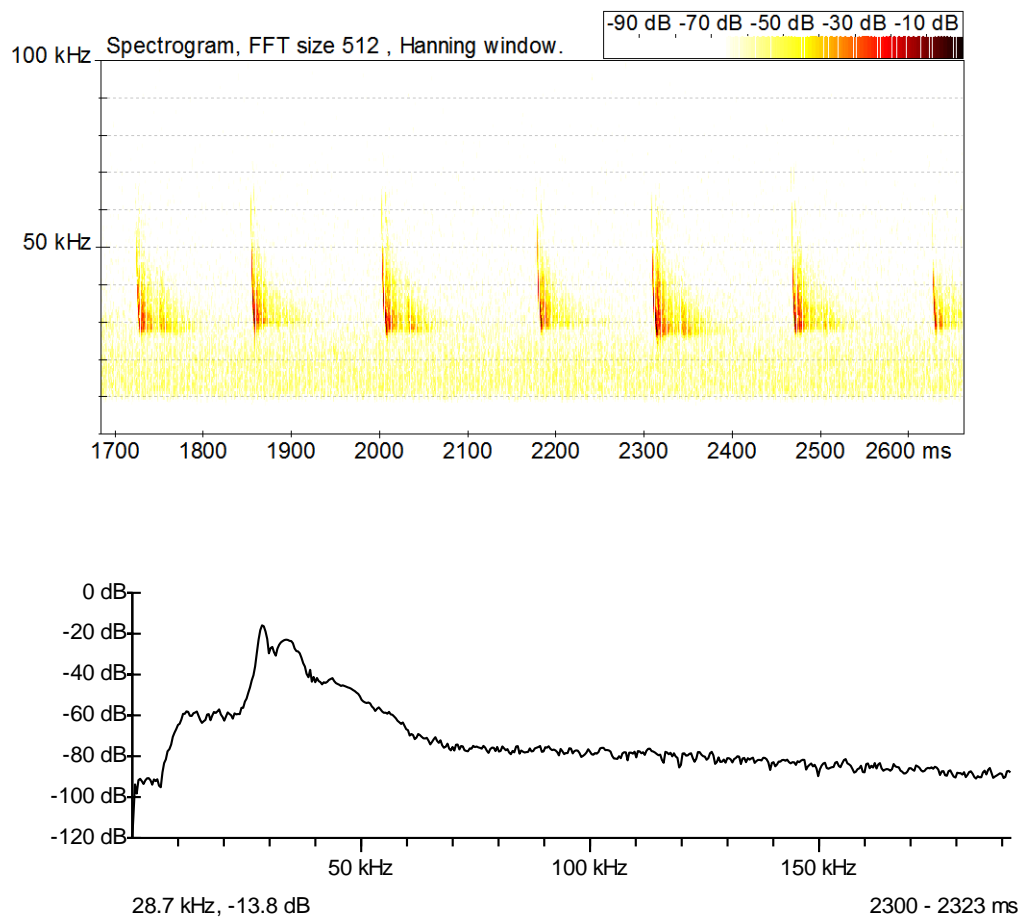 -90 dB -70 dB -50 dB -30 dB -10 dB
100 kHz
Spectrogram, FFT size 512 , Hanning window.
50 kHz
1700 1800 1900 2000 2100 2200 2300 2400 2500 2600 ms
0 dB
-20 dB
-40 dB
-60 dB
-80 dB
-100 dB
-120 dB
50 kHz 100 kHz 150 kHz
28.7 kHz, -13.8 dB 2300 - 2323 ms